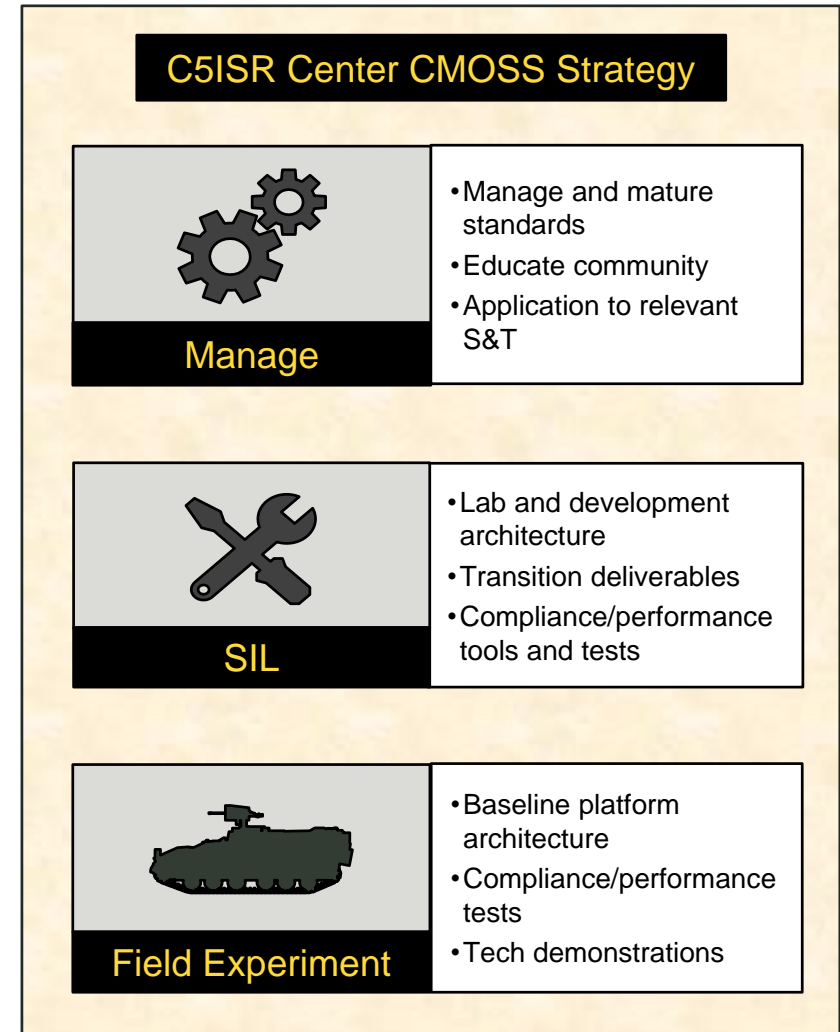 C5ISR Center CMOSS Strategy
Manage
•Manage and mature
standards
•Educate community
•Application to relevant
S&T
SIL
•Lab and development
architecture
•Transition deliverables
•Compliance/performance
tools and tests
Field Experiment
•Baseline platform
architecture
•Compliance/performance
tests
•Tech demonstrations